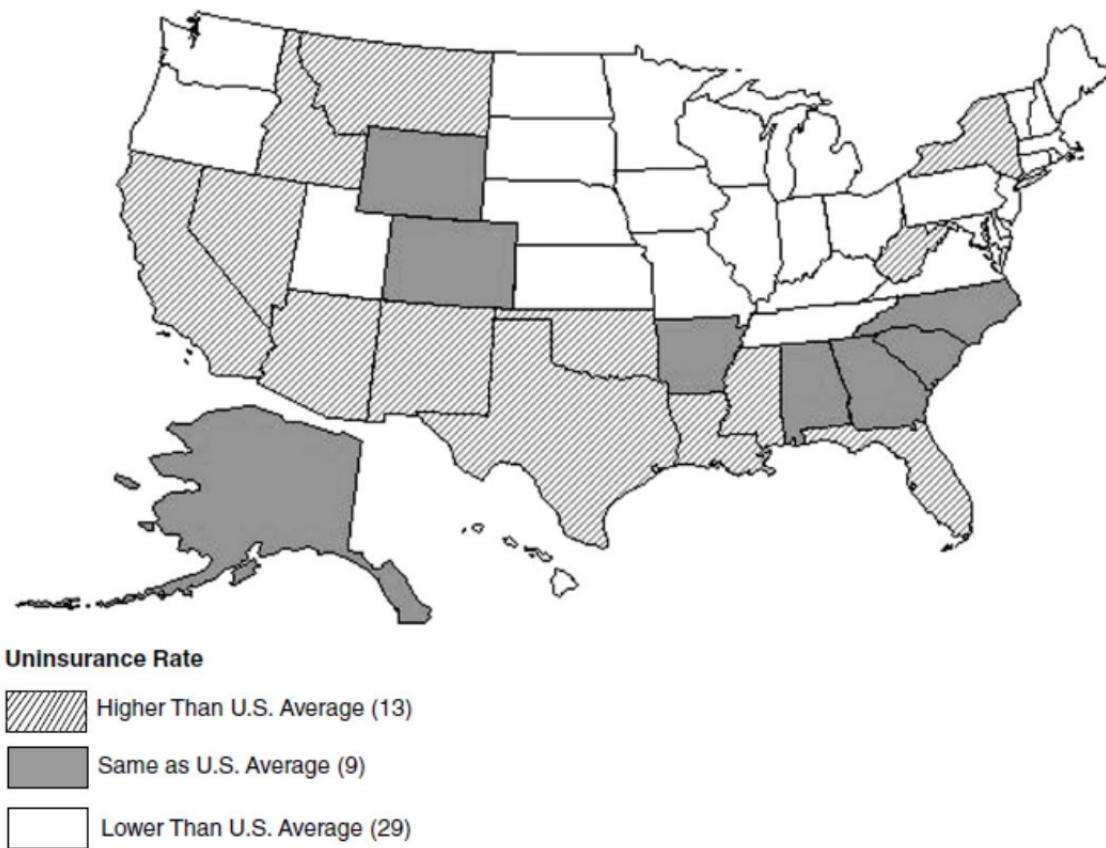 Uninsurance Rate
Higher Than U.S. Average (13)
Same as U.S. Average (9)
Lower Than U.S. Average (29)